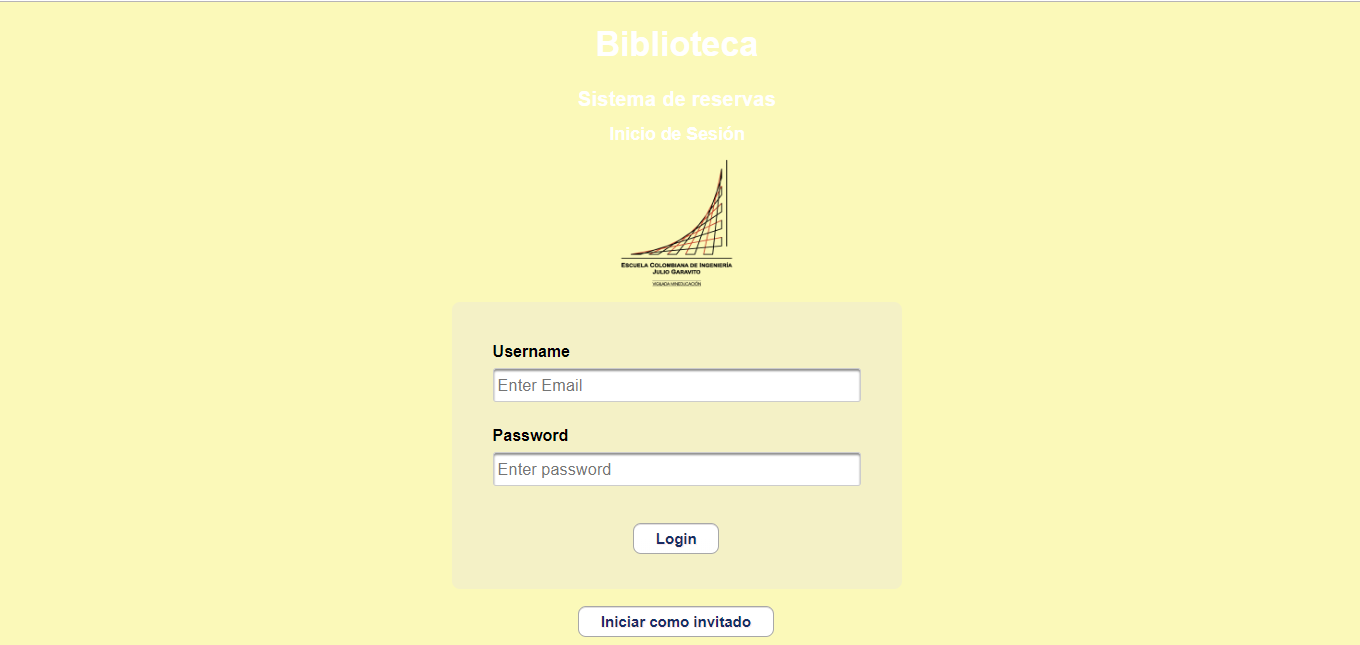 Biblioteca
Sistema de reservas
Inicio de Sesión
ESCUELA COLOMBIANA DE INGENIERÍA
JULIO GARAVITO
VIGILADA MINEDUCACIÓN
Username
Enter Email
Password
Enter password
Login
Iniciar como invitado